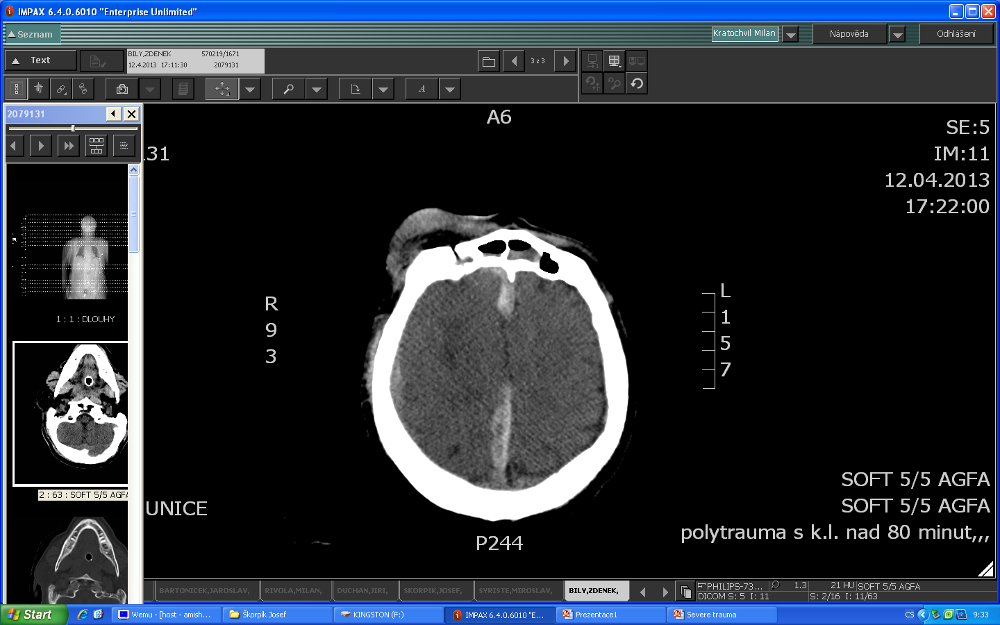 IMPAX 6.4.0.6010 "Enterprise Unlimited"
Seznam
Kratochvil Milan
Nápověda
Odhlášení
Text
BILY,ZDENEK 570219/1671
12.4.2013 17:11:30 2079131
3 z 3
A
2079131
A6
.31
SE:5
IM:11
12.04.2013
17:22:00
R
9
3
L
1
5
7
1 : 1 : DLOUHY
2 : 63 : SOFT 5/5 AGFA
UNICE
P244
SOFT 5/5 AGFA
SOFT 5/5 AGFA
polytrauma s k.l. nad 80 minut,,,
BARTONICEK,JAROSLAV,
RIVOLA,MILAN,
DUCHAN,JIRI,
SKORPIK,JOSEF,
SYRISTE,MIROSLAV,
BILY,ZDENEK,
PHILIPS-73... 1.3 21 HU SOFT 5/5 AGFA
DICOM S: 5 I: 11 S: 2/16 I: 11/63
Start
Wemu - [host - amish...
Škorpík Josef
KINGSTON (F:)
IMPAX 6.4.0.6010 "E...
Prezentace1
Severe trauma
CS
9:33